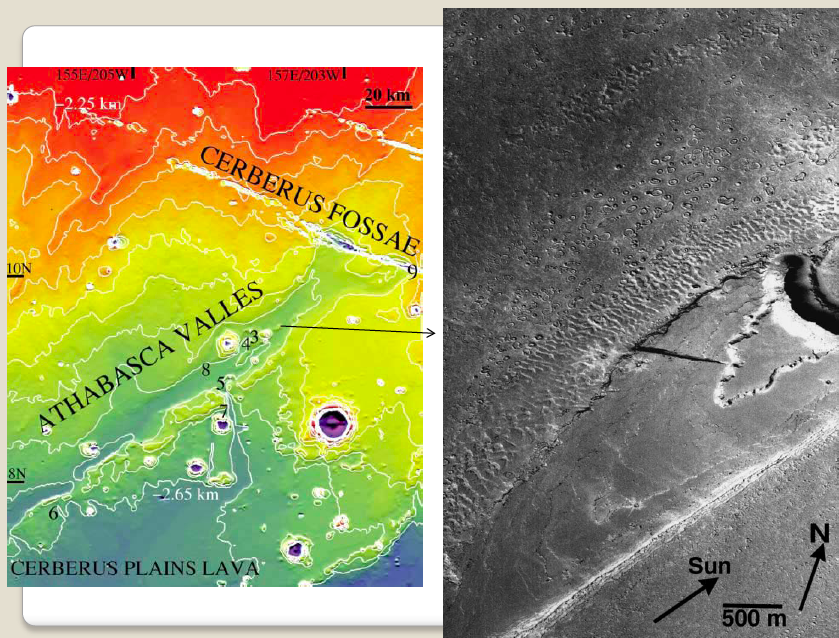 155E/205W
157E/203W
-2.25 km
20 km
CERBERUS FOSSAE
10N
9
ATHABASCA VALLES
3
4
8
5
7
8N
-2.65 km
6
CERBERUS PLAINS LAVA
N
Sun
500 m